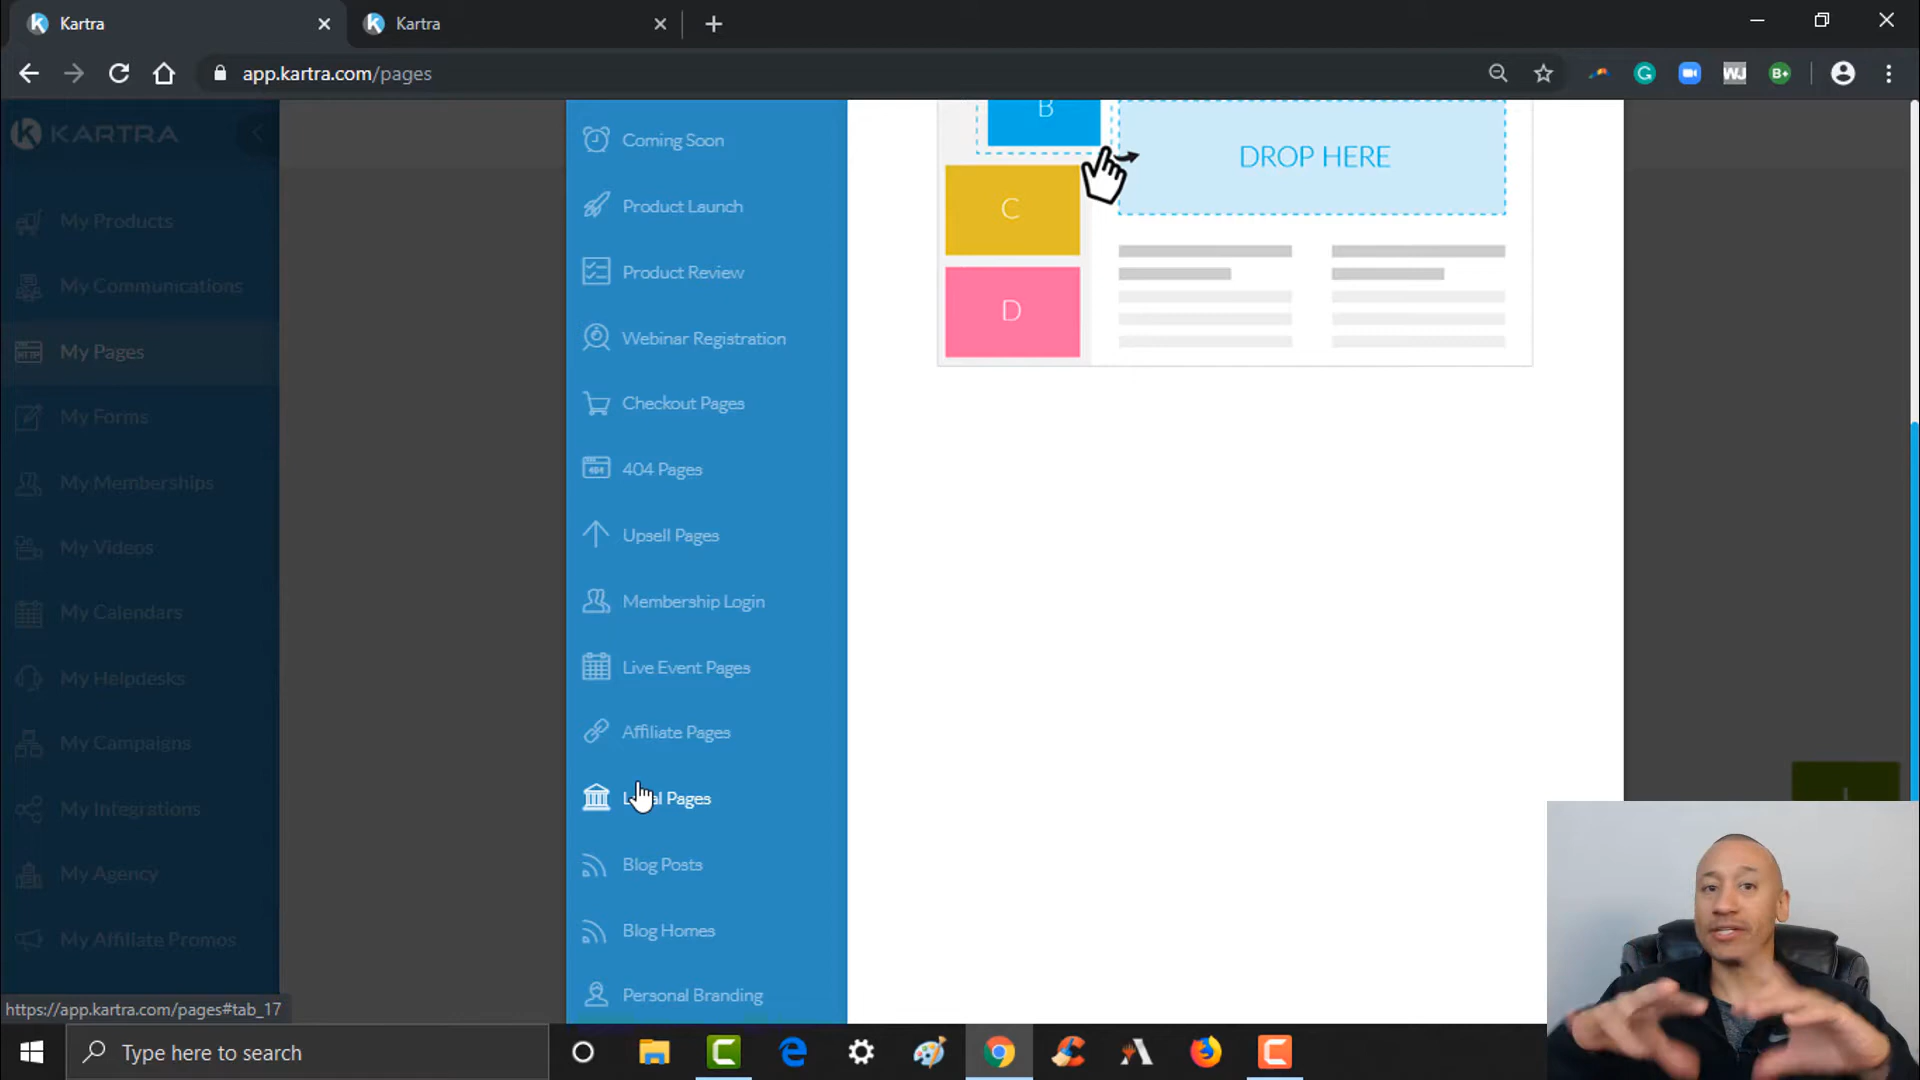 Kartra
Kartra
app.kartra.com/pages
KARTRA
My Products
My Communications
My Pages
My Forms
My Memberships
My Videos
My Calendars
My Helpdesks
My Campaigns
My Integrations
My Agency
My Affiliate Promos
Coming Soon
Product Launch
Product Review
Webinar Registration
Checkout Pages
404 Pages
Upsell Pages
Membership Login
Live Event Pages
Affiliate Pages
Pages
Blog Posts
Blog Homes
Personal Branding
B
C
D
DROP HERE
https://app.kartra.com/pages#tab_17
Type here to search